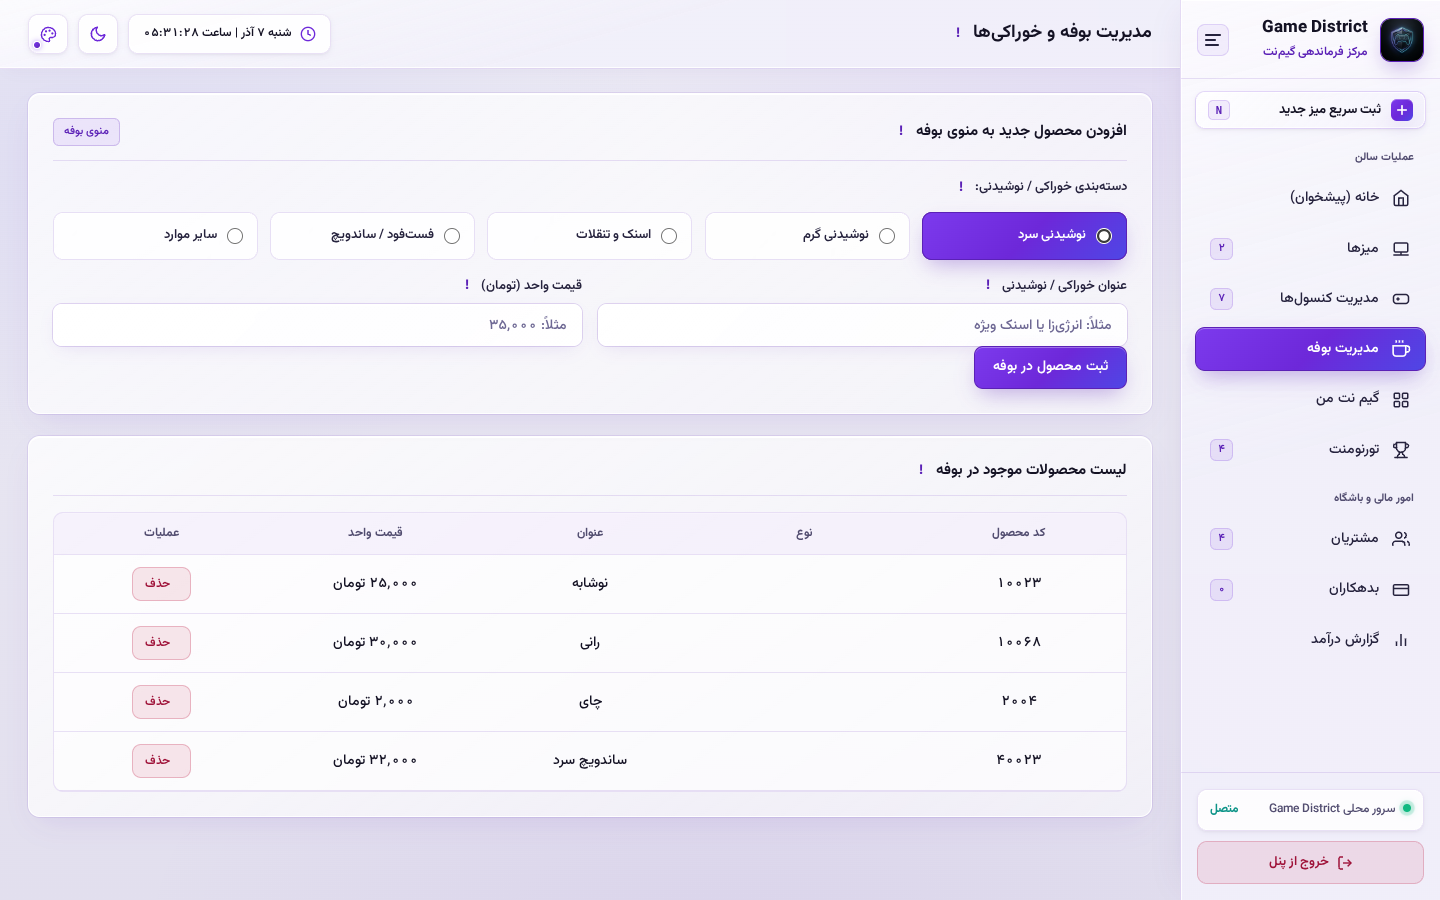 Game District
مرکز فرماندهی گیم‌نت
ثبت سریع میز جدید
N
عملیات سالن
خانه (پیشخوان)
میزها
۲
مدیریت کنسول‌ها
۷
مدیریت بوفه
گیم نت من
تورنومنت
۴
امور مالی و باشگاه
مشتریان
۴
بدهکاران
۰
گزارش درآمد
سرور محلی Game District
متصل
خروج از پنل
مدیریت بوفه و خوراکی‌ها !
شنبه ۷ آذر | ساعت ۰۵:۳۱:۲۸
افزودن محصول جدید به منوی بوفه !
منوی بوفه
دسته‌بندی خوراکی / نوشیدنی: !
نوشیدنی سرد
نوشیدنی گرم
اسنک و تنقلات
فست‌فود / ساندویچ
سایر موارد
عنوان خوراکی / نوشیدنی !
قیمت واحد (تومان) !
مثلاً: انرژی‌زا یا اسنک ویژه
مثلاً: ۳۵,۰۰۰
ثبت محصول در بوفه
لیست محصولات موجود در بوفه !
کد محصول نوع عنوان قیمت واحد عملیات
۱۰۰۲۳ نوشابه ۲۵,۰۰۰ تومان حذف
۱۰۰۶۸ رانی ۳۰,۰۰۰ تومان حذف
۲۰۰۴ چای ۲,۰۰۰ تومان حذف
۴۰۰۲۳ ساندویچ سرد ۳۲,۰۰۰ تومان حذف